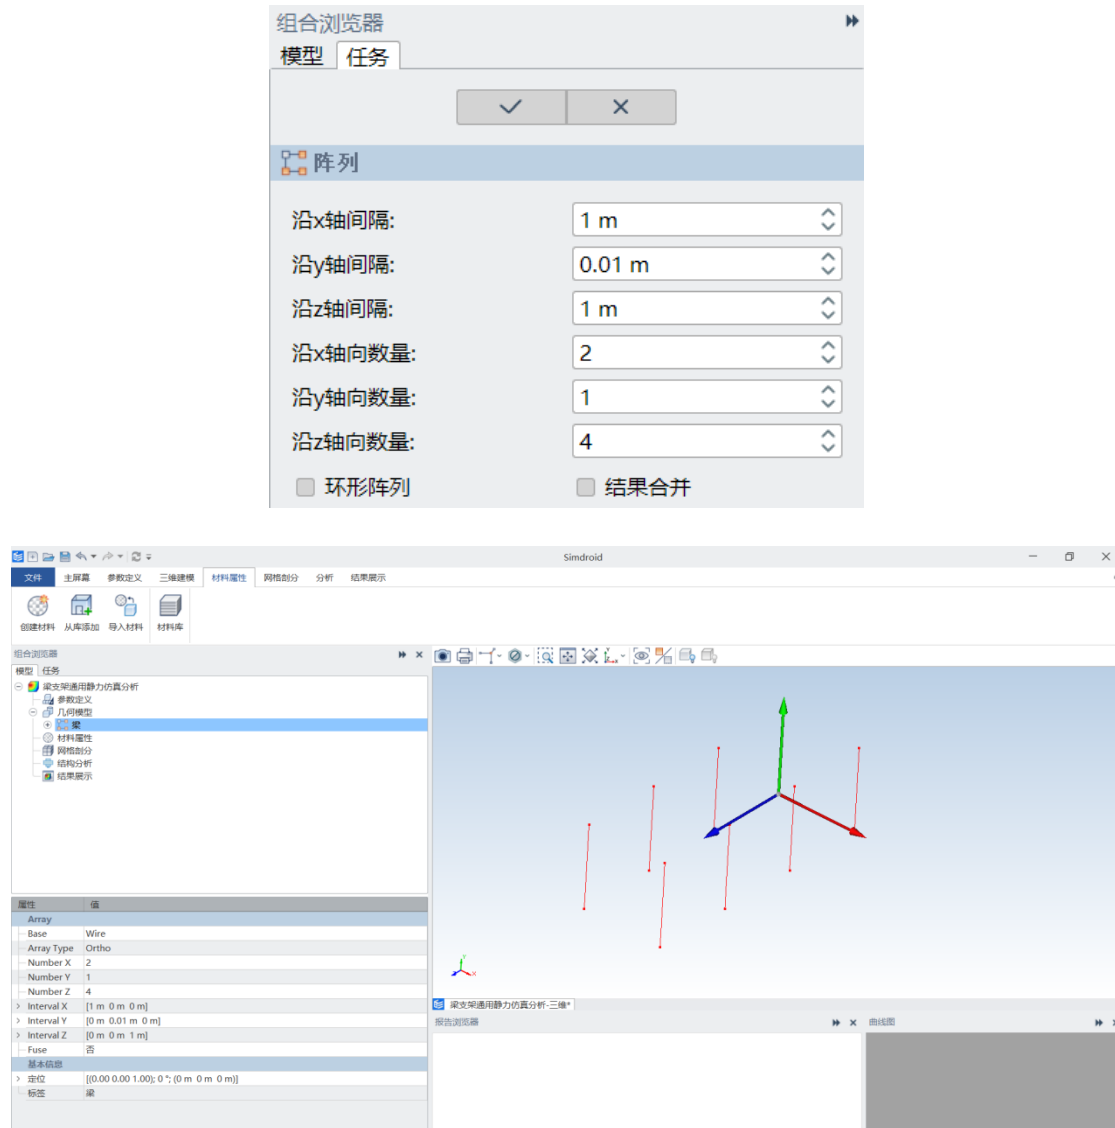 组合浏览器
模型 任务
阵列
沿x轴间隔: 1 m
沿y轴间隔: 0.01 m
沿z轴间隔: 1 m
沿x轴向数量: 2
沿y轴向数量: 1
沿z轴向数量: 4
环形阵列 结果合并
Simdroid
文件 主屏幕 参数定义 三维建模 材料属性 网格剖分 分析 结果展示
创建材料 从库添加 导入材料 材料库
组合浏览器
模型 任务
梁支架通用静力仿真分析
参数定义
几何模型
梁
材料属性
网格剖分
结构分析
结果展示
属性 值
Array
Base Wire
Array Type Ortho
Number X 2
Number Y 1
Number Z 4
Interval X [1 m 0 m 0 m]
Interval Y [0 m 0.01 m 0 m]
Interval Z [0 m 0 m 1 m]
Fuse 否
基本信息
定位 [(0.00 0.00 1.00); 0 °; (0 m 0 m 0 m)]
标签 梁
Y
X
梁支架通用静力仿真分析-三维*
报告浏览器
曲线图